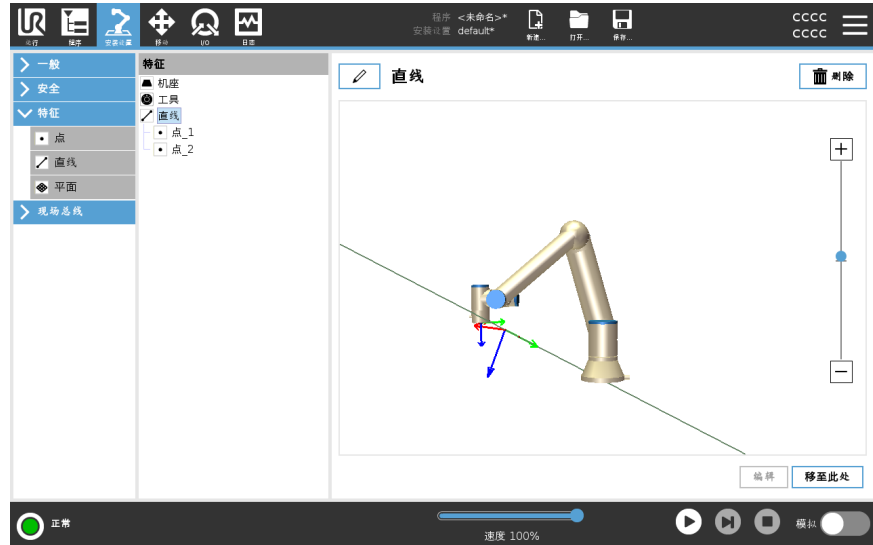 UR
运行
程序
安装设置
移动
I/O
日志
程序 <未命名>*
安装设置 default*
新建...
打开...
保存...
CCCC
CCCC
一般
安全
特征
点
直线
平面
现场总线
特征
机座
工具
直线
点_1
点_2
直线
删除
编辑
移至此处
正常
速度 100%
模拟